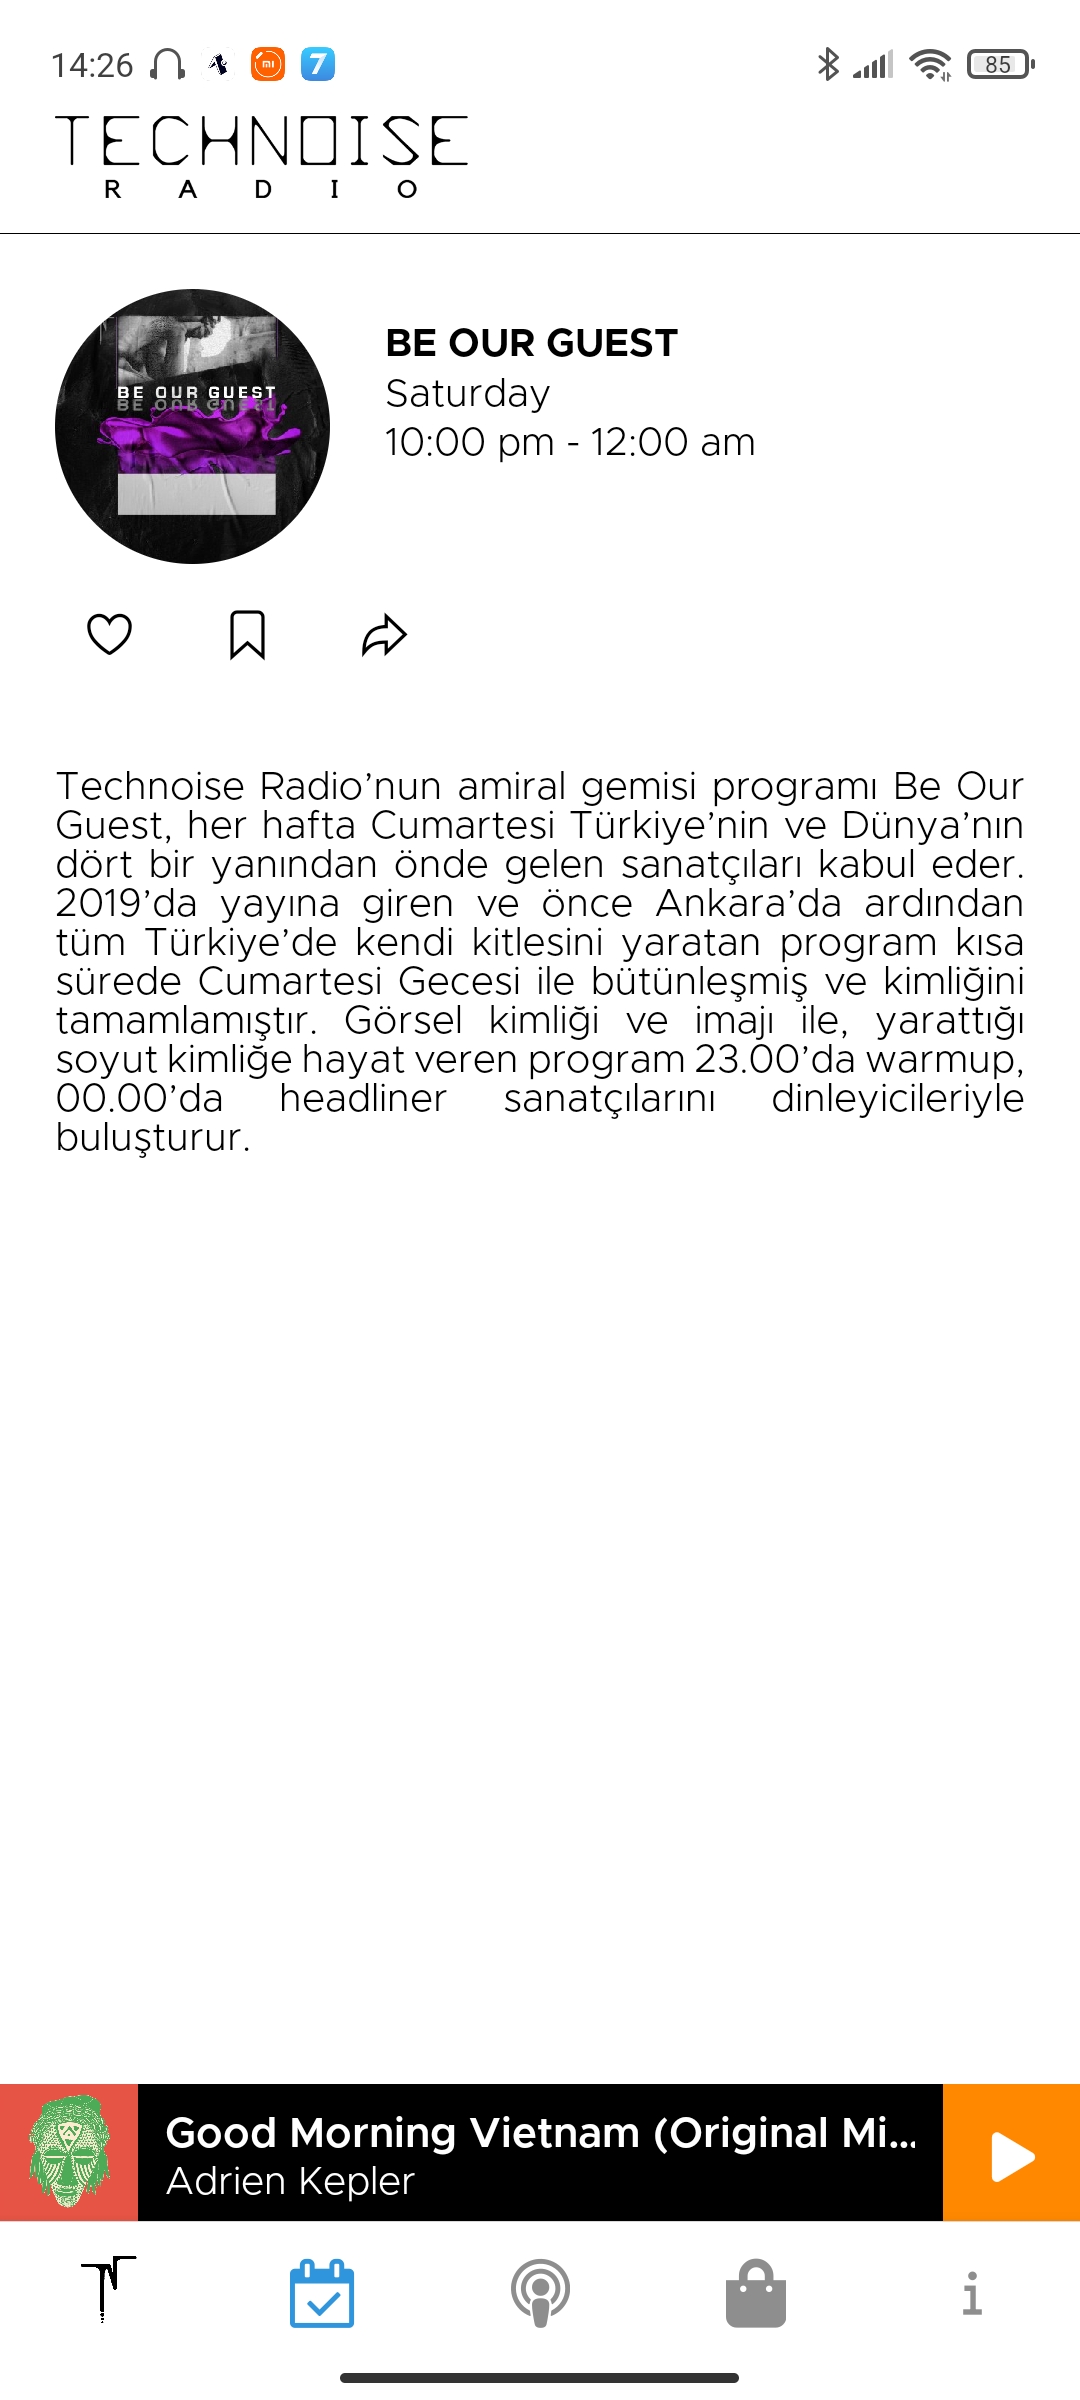 14:26
85
TECHNOISE
RADIO
BE OUR GUEST
BE OUR GUEST
BE OUR GUEST
Saturday
10:00 pm - 12:00 am
Technoise Radio’nun amiral gemisi programı Be Our
Guest, her hafta Cumartesi Türkiye’nin ve Dünya’nın
dört bir yanından önde gelen sanatçıları kabul eder.
2019’da yayına giren ve önce Ankara’da ardından
tüm Türkiye’de kendi kitlesini yaratan program kısa
sürede Cumartesi Gecesi ile bütünleşmiş ve kimliğini
tamamlamıştır. Görsel kimliği ve imajı ile, yarattığı
soyut kimliğe hayat veren program 23.00’da warmup,
00.00’da headliner sanatçılarını dinleyicileriyle
buluşturur.
Good Morning Vietnam (Original Mi...
Adrien Kepler